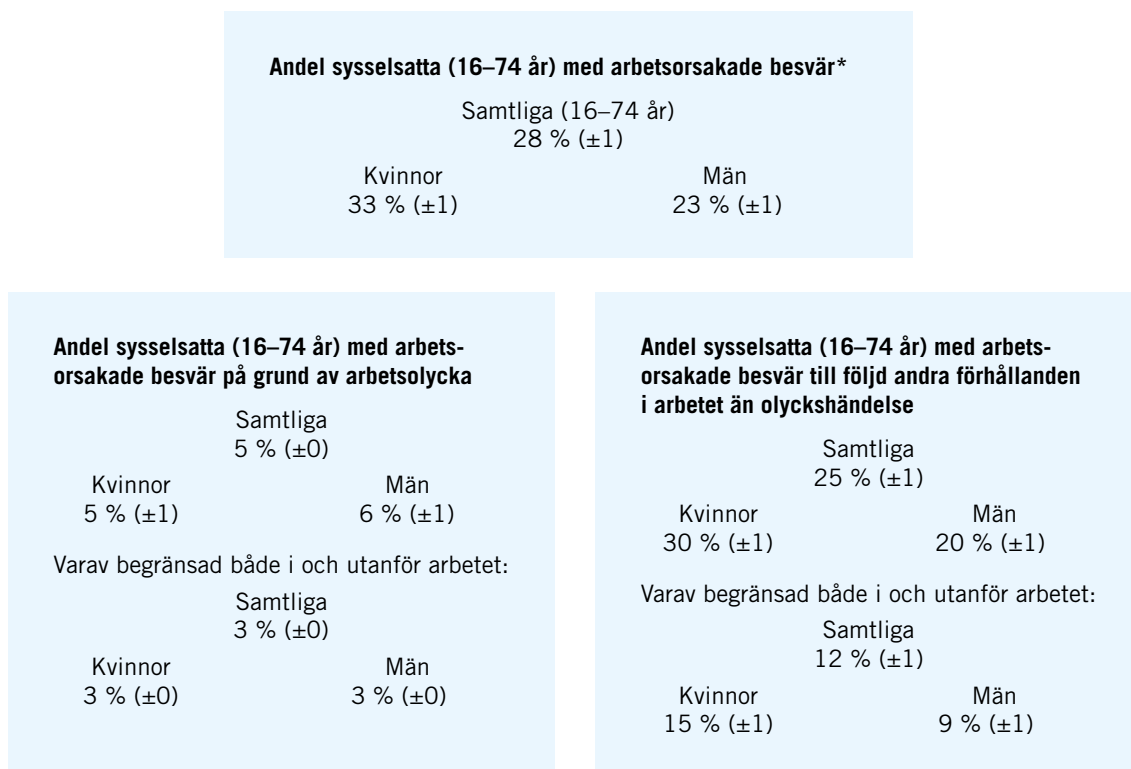 Andel sysselsatta (16–74 år) med arbetsorsakade besvär*
Samtliga (16–74 år)
28 % (±1)
Kvinnor Män
33 % (±1) 23 % (±1)
Andel sysselsatta (16–74 år) med arbets-
orsakade besvär på grund av arbetsolycka
Samtliga
5 % (±0)
Kvinnor Män
5 % (±1) 6 % (±1)
Varav begränsad både i och utanför arbetet:
Samtliga
3 % (±0)
Kvinnor Män
3 % (±0) 3 % (±0)
Andel sysselsatta (16–74 år) med arbets-
orsakade besvär till följd andra förhållanden
i arbetet än olyckshändelse
Samtliga
25 % (±1)
Kvinnor Män
30 % (±1) 20 % (±1)
Varav begränsad både i och utanför arbetet:
Samtliga
12 % (±1)
Kvinnor Män
15 % (±1) 9 % (±1)